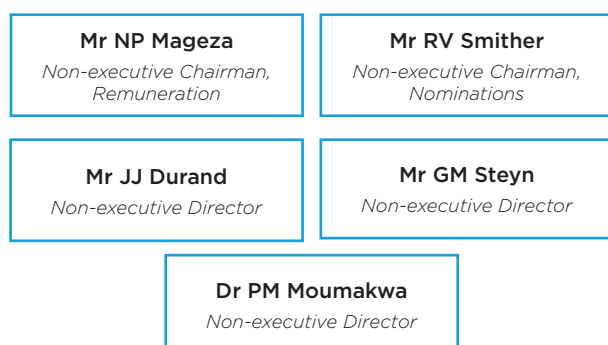 Mr NP Mageza
Non-executive Chairman,
Remuneration
Mr RV Smither
Non-executive Chairman,
Nominations
Mr JJ Durand
Non-executive Director
Mr GM Steyn
Non-executive Director
Dr PM Moumakwa
Non-executive Director